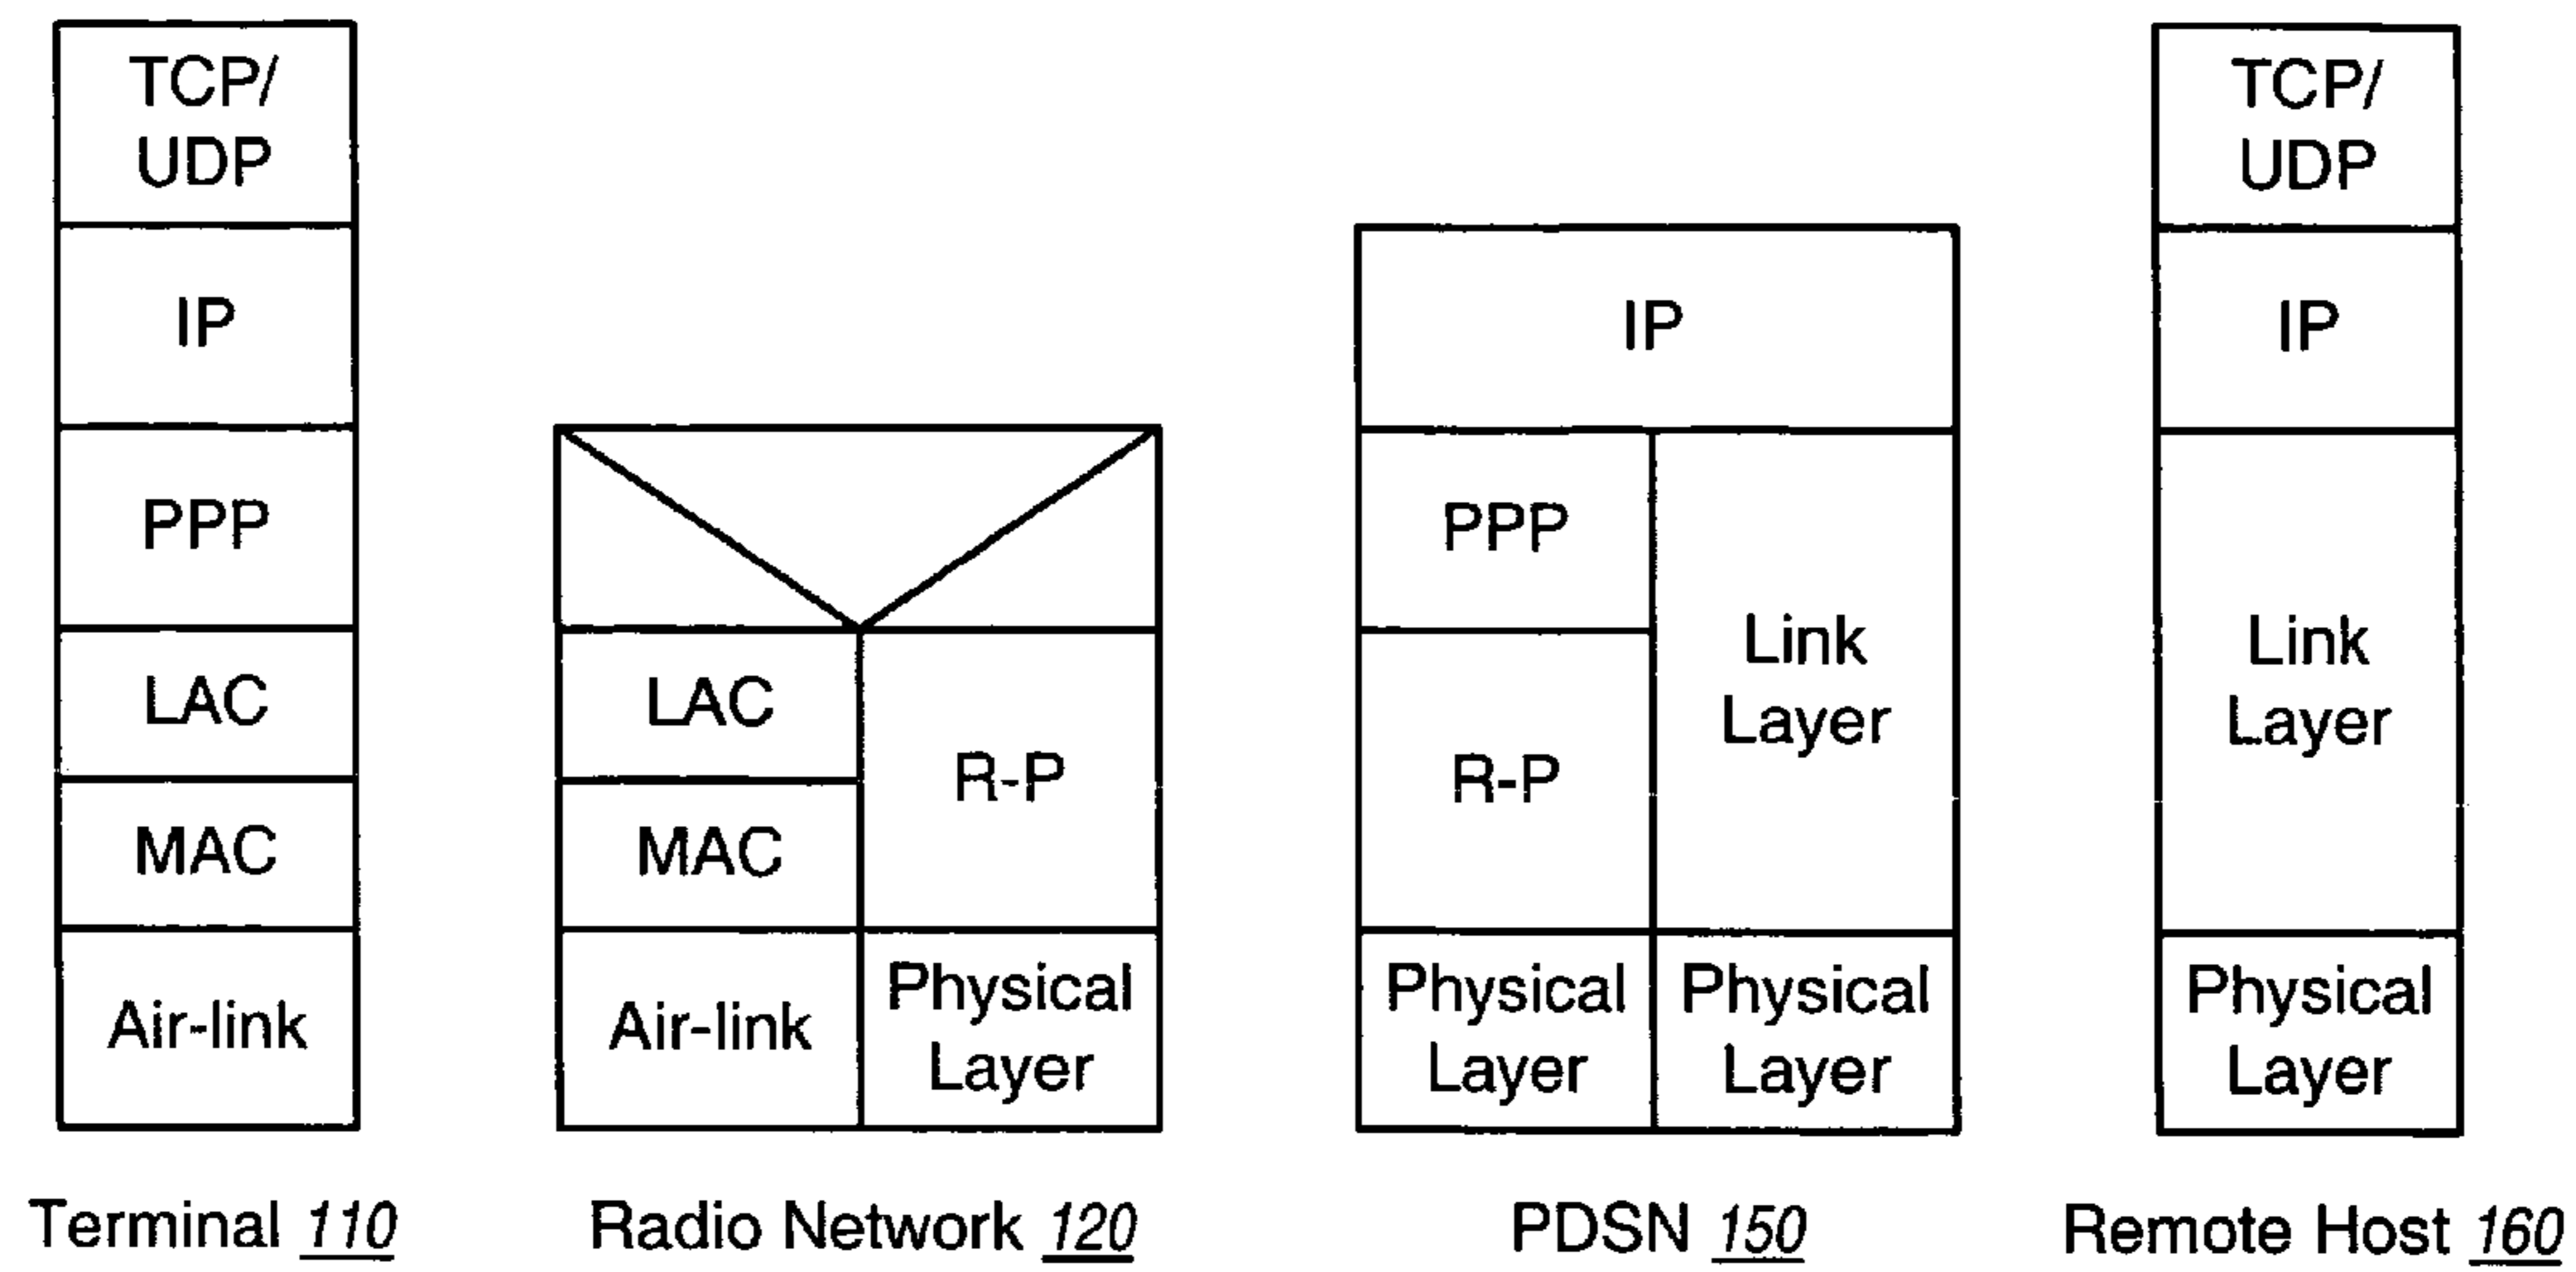 TCP/
UDP
IP
PPP
LAC
MAC
Air-link
Terminal 110
LAC
MAC
Air-link
R-P
Physical
Layer
Radio Network 120
IP
PPP
R-P
Physical
Layer
Link
Layer
Physical
Layer
PDSN 150
TCP/
UDP
IP
Link
Layer
Physical
Layer
Remote Host 160